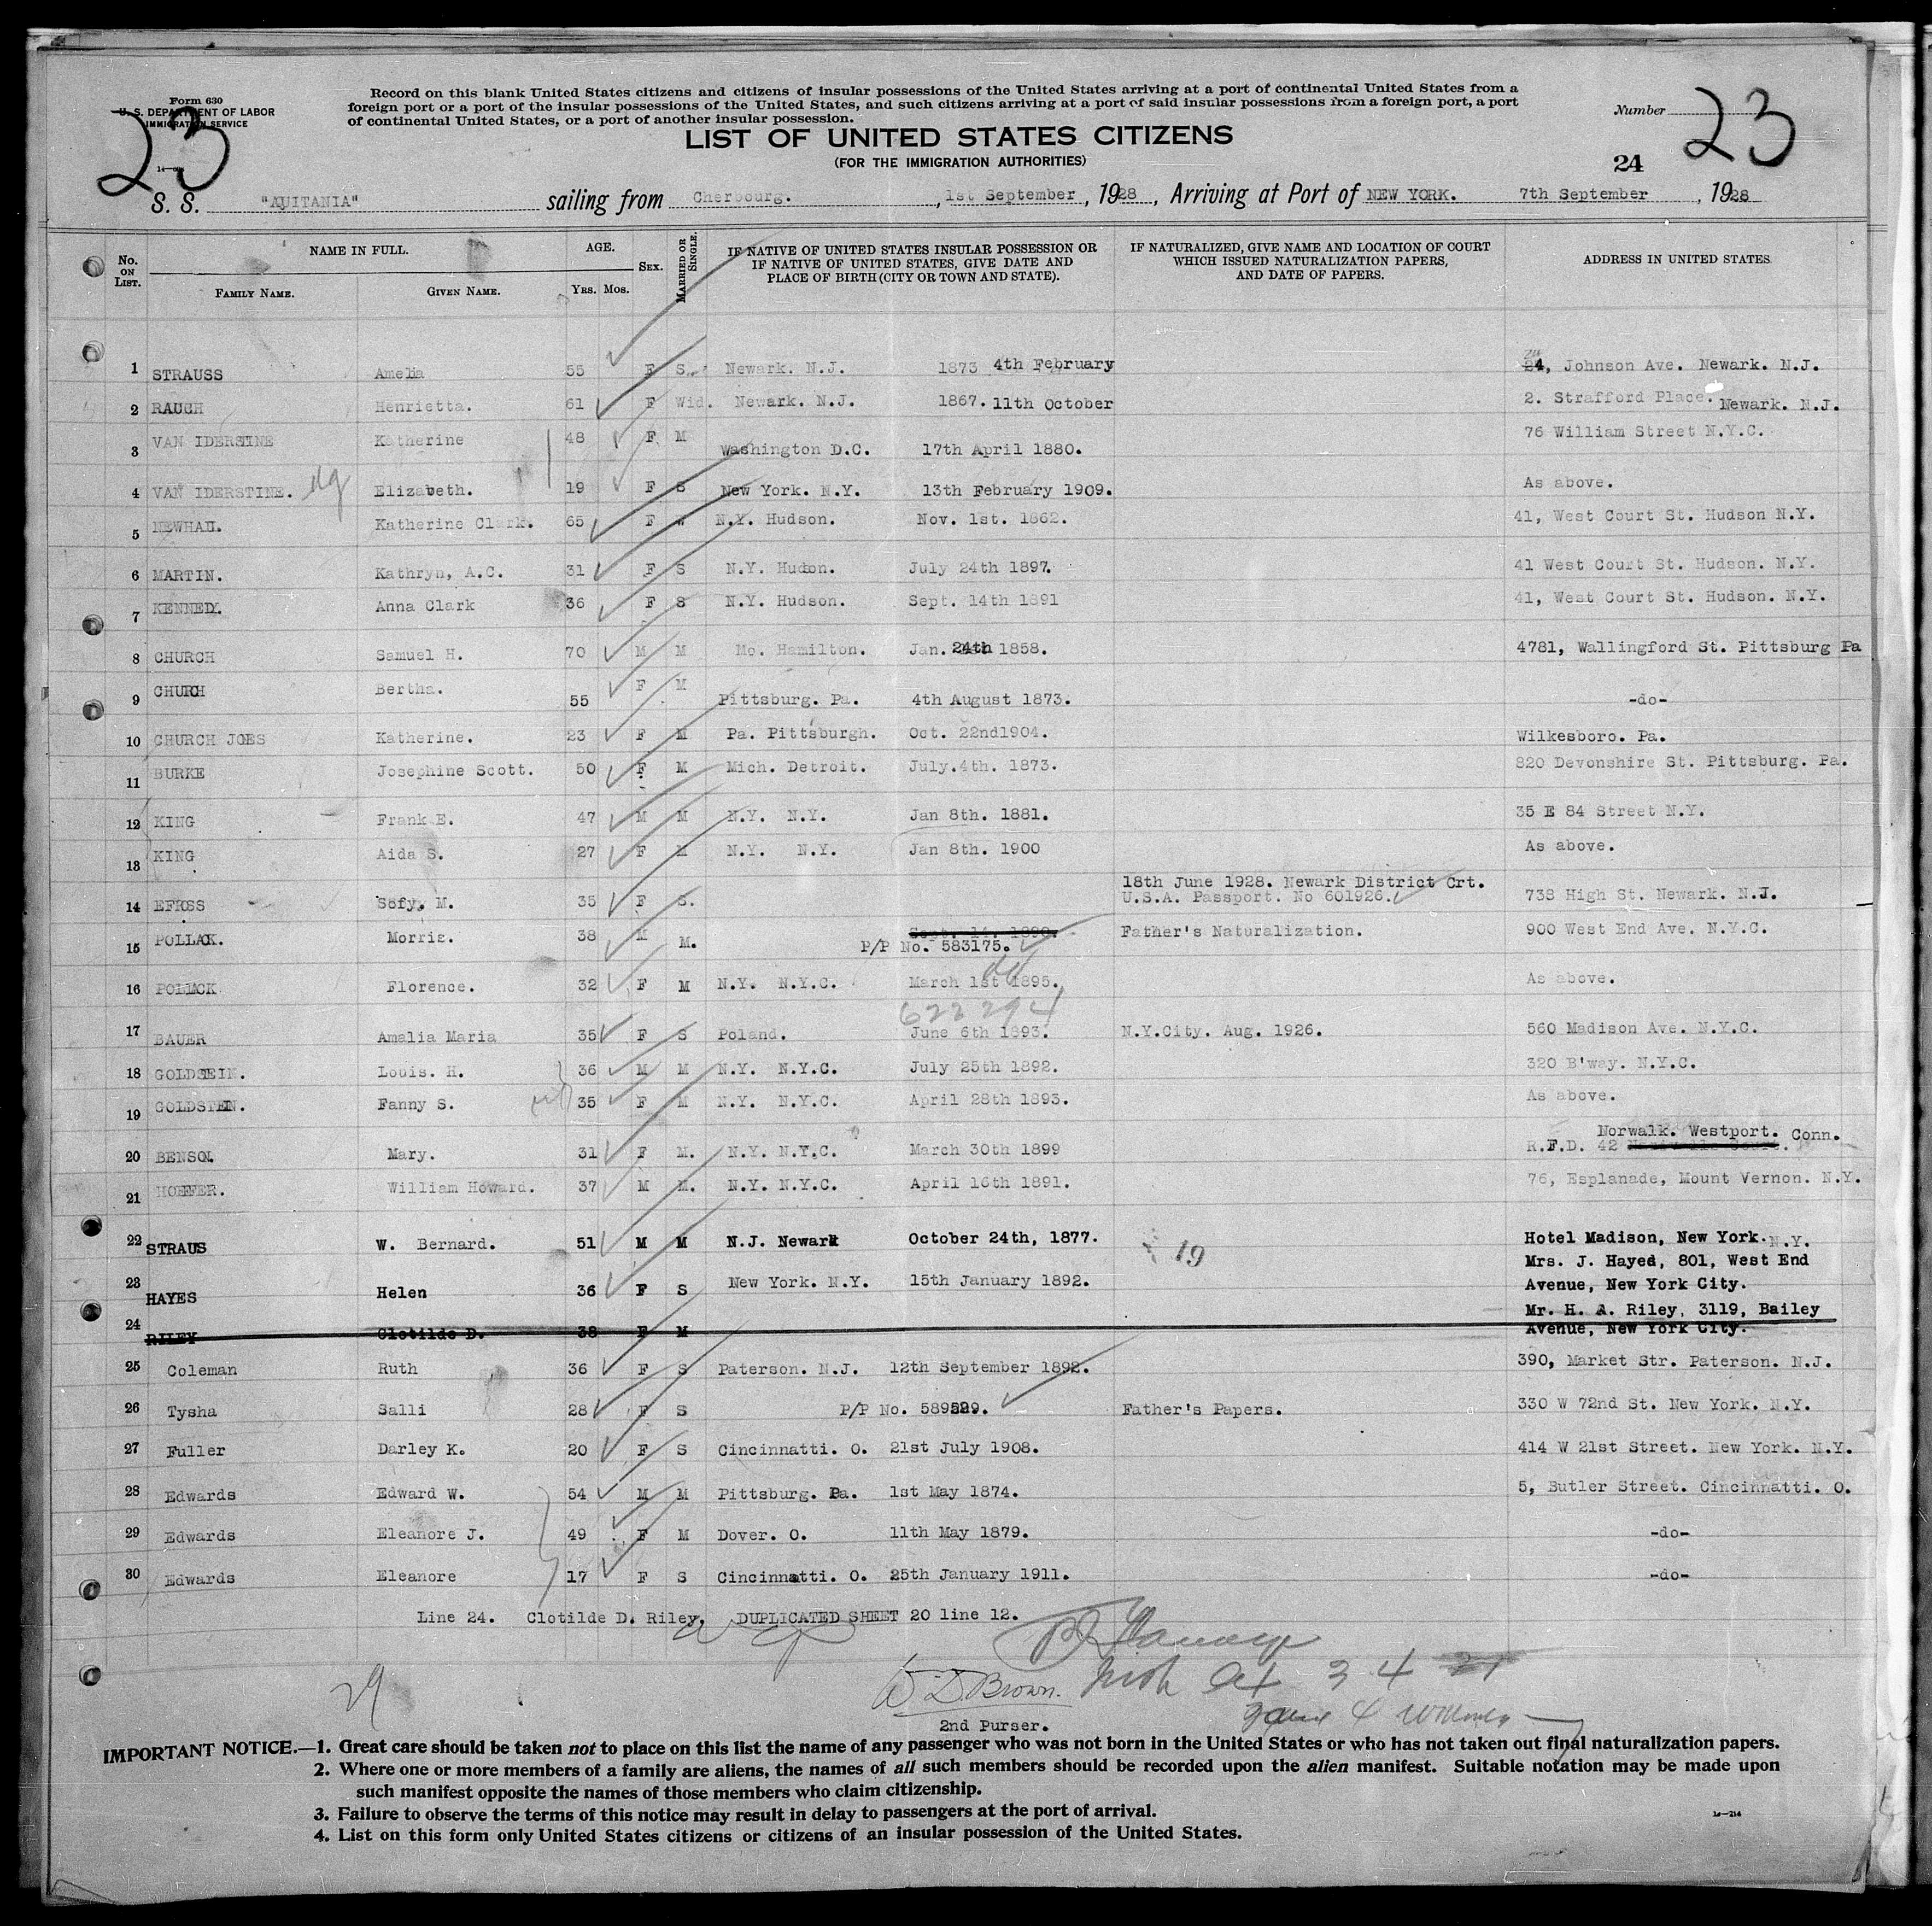 Form 630
U. S. DEPARTMENT OF LABOR
IMMIGRATION SERVICE
23
Record on this blank United States citizens and citizens of insular possessions of the United States arriving at a port of continental United States from a
foreign port or a port of the insular possessions of the United States, and such citizens arriving at a port of said insular possessions from a foreign port, a port
of continental United States, or a port of another insular possession.
Number 23
LIST OF UNITED STATES CITIZENS
(FOR THE IMMIGRATION AUTHORITIES)
24
S. S. "AUITANIA" sailing from Cherbourg. , 1st September , 1928 , Arriving at Port of NEW YORK. 7th September , 1928
No. ON LIST. NAME IN FULL. FAMILY NAME. GIVEN NAME. AGE. YRS. MOS. SEX. MARRIED OR SINGLE. IF NATIVE OF UNITED STATES INSULAR POSSESSION OR IF NATIVE OF UNITED STATES, GIVE DATE AND PLACE OF BIRTH (CITY OR TOWN AND STATE). IF NATURALIZED, GIVE NAME AND LOCATION OF COURT WHICH ISSUED NATURALIZATION PAPERS, AND DATE OF PAPERS. ADDRESS IN UNITED STATES
1 STRAUSS Amelia 55 F S. Newark. N.J. 1873 4th February 24, Johnson Ave. Newark. N.J.
2 RAUCH Henrietta. 61 F Wid. Newark. N.J. 1867. 11th October 2. Strafford Place. Newark. N.J.
3 VAN IDERSTINE Katherine 48 F M Washington D.C. 17th April 1880. 76 William Street N.Y.C.
4 VAN IDERSTINE. Elizabeth. 19 F S New York. N.Y. 13th February 1909. As above.
5 NEWHALL. Katherine Clark. 65 F W N.Y. Hudson. Nov. 1st. 1862. 41, West Court St. Hudson N.Y.
6 MARTIN. Kathryn, A.C. 31 F S N.Y. Hudson. July 24th 1897. 41 West Court St. Hudson. N.Y.
7 KENNEDY. Anna Clark 36 F S N.Y. Hudson. Sept. 14th 1891 41, West Court St. Hudson. N.Y.
8 CHURCH Samuel H. 70 M M Mo. Hamilton. Jan. 24th 1858. 4781, Wallingford St. Pittsburg Pa
9 CHURCH Bertha. 55 F M Pittsburg. Pa. 4th August 1873. -do-
10 CHURCH JOES Katherine. 23 F M Pa. Pittsburgh. Oct. 22nd1904. Wilkesboro. Pa.
11 BURKE Josephine Scott. 50 F M Mich. Detroit. July.4th. 1873. 820 Devonshire St. Pittsburg. Pa.
12 KING Frank E. 47 M M N.Y. N.Y. Jan 8th. 1881. 35 E 84 Street N.Y.
13 KING Aida S. 27 F M N.Y. N.Y. Jan 8th. 1900 As above.
14 EFROSS Sofy. M. 35 F S. 18th June 1928. Newark District Crt. U.S.A. Passport. No 601926. 738 High St. Newark. N.J.
15 POLLAK. Morris. 38 M M. Sept. 14. 1890. P/P No. 583175. Father's Naturalization. 900 West End Ave. N.Y.C.
16 POLLACK Florence. 32 F M N.Y. N.Y.C. March 1st 1895. As above.
622294
17 BAUER Amalia Maria 35 F S Poland. June 6th 1893. N.Y.City. Aug. 1926. 560 Madison Ave. N.Y.C.
18 GOLDSTEIN. Louis. H. 36 M M N.Y. N.Y.C. July 25th 1892. 320 B'way. N.Y.C.
19 GOLDSTEIN. Fanny S. 35 F M N.Y. N.Y.C. April 28th 1893. As above.
20 BENSON. Mary. 31 F M. N.Y. N.Y.C. March 30th 1899 R.F.D. 42 Norwalk. Westport. Conn.
21 HOEFFER. William Howard. 37 M M. N.Y. N.Y.C. April 16th 1891. 76, Esplanade, Mount Vernon. N.Y.
22 STRAUS W. Bernard. 51 M M N.J. Newark October 24th, 1877. 19 Hotel Madison, New York. N.Y.
23 HAYES Helen 36 F S New York. N.Y. 15th January 1892. Mrs. J. Hayed, 801, West End Avenue, New York City.
24 RILEY Clotilde D. 38 F M Mr. H. A. Riley, 3119, Bailey Avenue, New York City.
25 Coleman Ruth 36 F S Paterson. N.J. 12th September 1892. 390, Market Str. Paterson. N.J.
26 Tysha Salli 28 F S P/P No. Father's Papers. 330 W 72nd St. New York. N.Y.
27 Fuller Darley K. 20 F S Cincinnatti. O. 21st July 1908. 414 W 21st Street. New York. N.Y.
28 Edwards Edward W. 54 M M Pittsburg. Pa. 1st May 1874. 5, Butler Street. Cincinnatti. O.
29 Edwards Eleanore J. 49 F M Dover. O. 11th May 1879. -do-
30 Edwards Eleanore 17 F S Cincinnatti. O. 25th January 1911. -do-
Line 24. Clotilde D. Riley. DUPLICATED SHEET 20 line 12.
29
W D Brown.
2nd Purser.
IMPORTANT NOTICE.—1. Great care should be taken not to place on this list the name of any passenger who was not born in the United States or who has not taken out final naturalization papers.
2. Where one or more members of a family are aliens, the names of all such members should be recorded upon the alien manifest. Suitable notation may be made upon
such manifest opposite the names of those members who claim citizenship.
3. Failure to observe the terms of this notice may result in delay to passengers at the port of arrival.
4. List on this form only United States citizens or citizens of an insular possession of the United States.
14—214